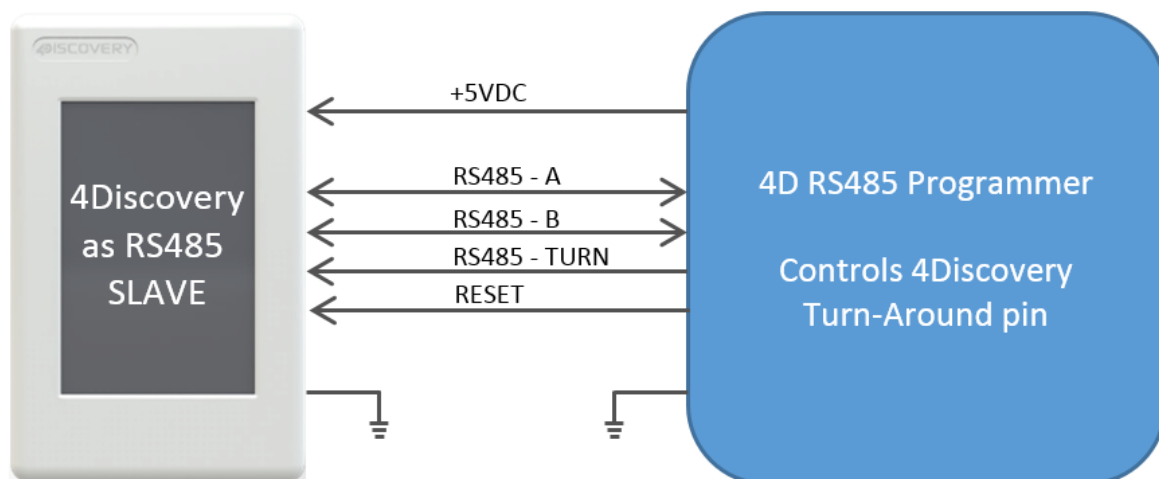 4DISCOVERY
4Discovery
as RS485
SLAVE
+5VDC
RS485 - A
RS485 - B
RS485 - TURN
RESET
4D RS485 Programmer
Controls 4Discovery
Turn-Around pin